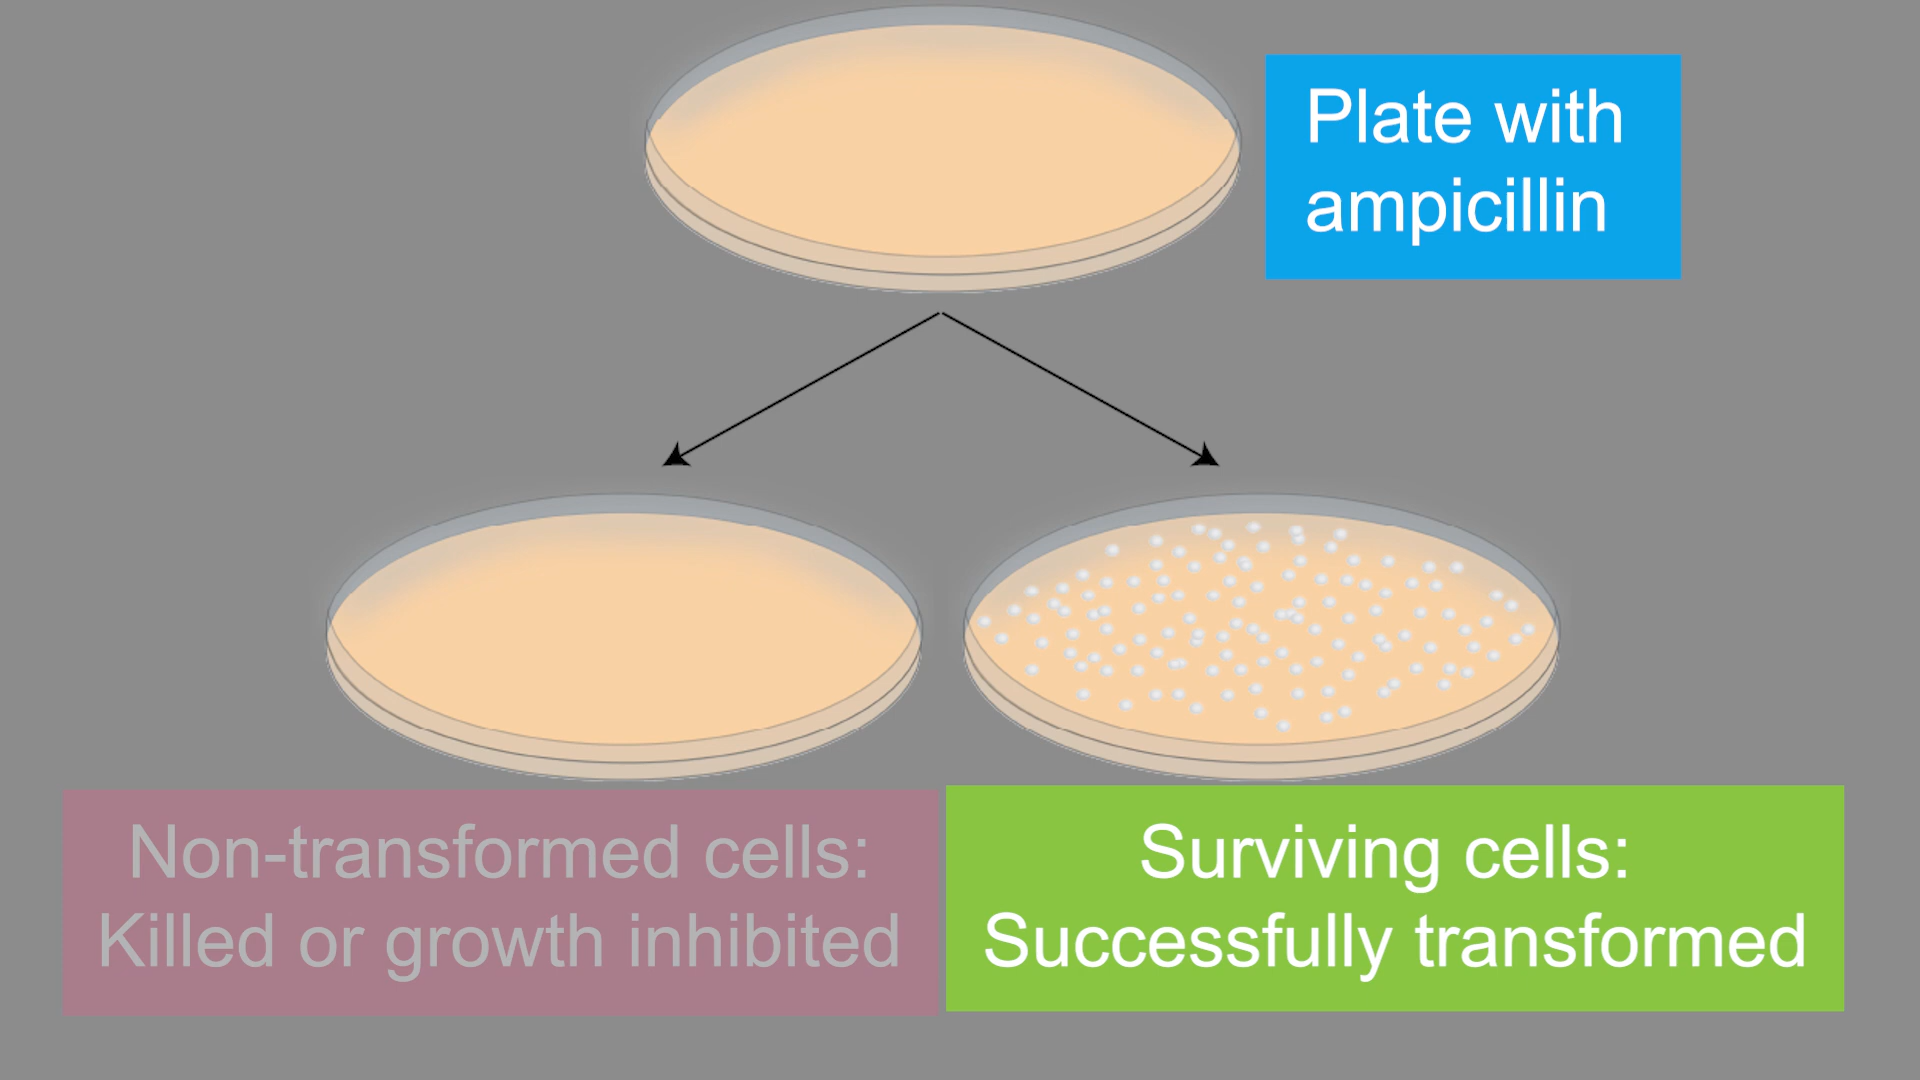 Plate with
ampicillin
Non-transformed cells:
Killed or growth inhibited
Surviving cells:
Successfully transformed